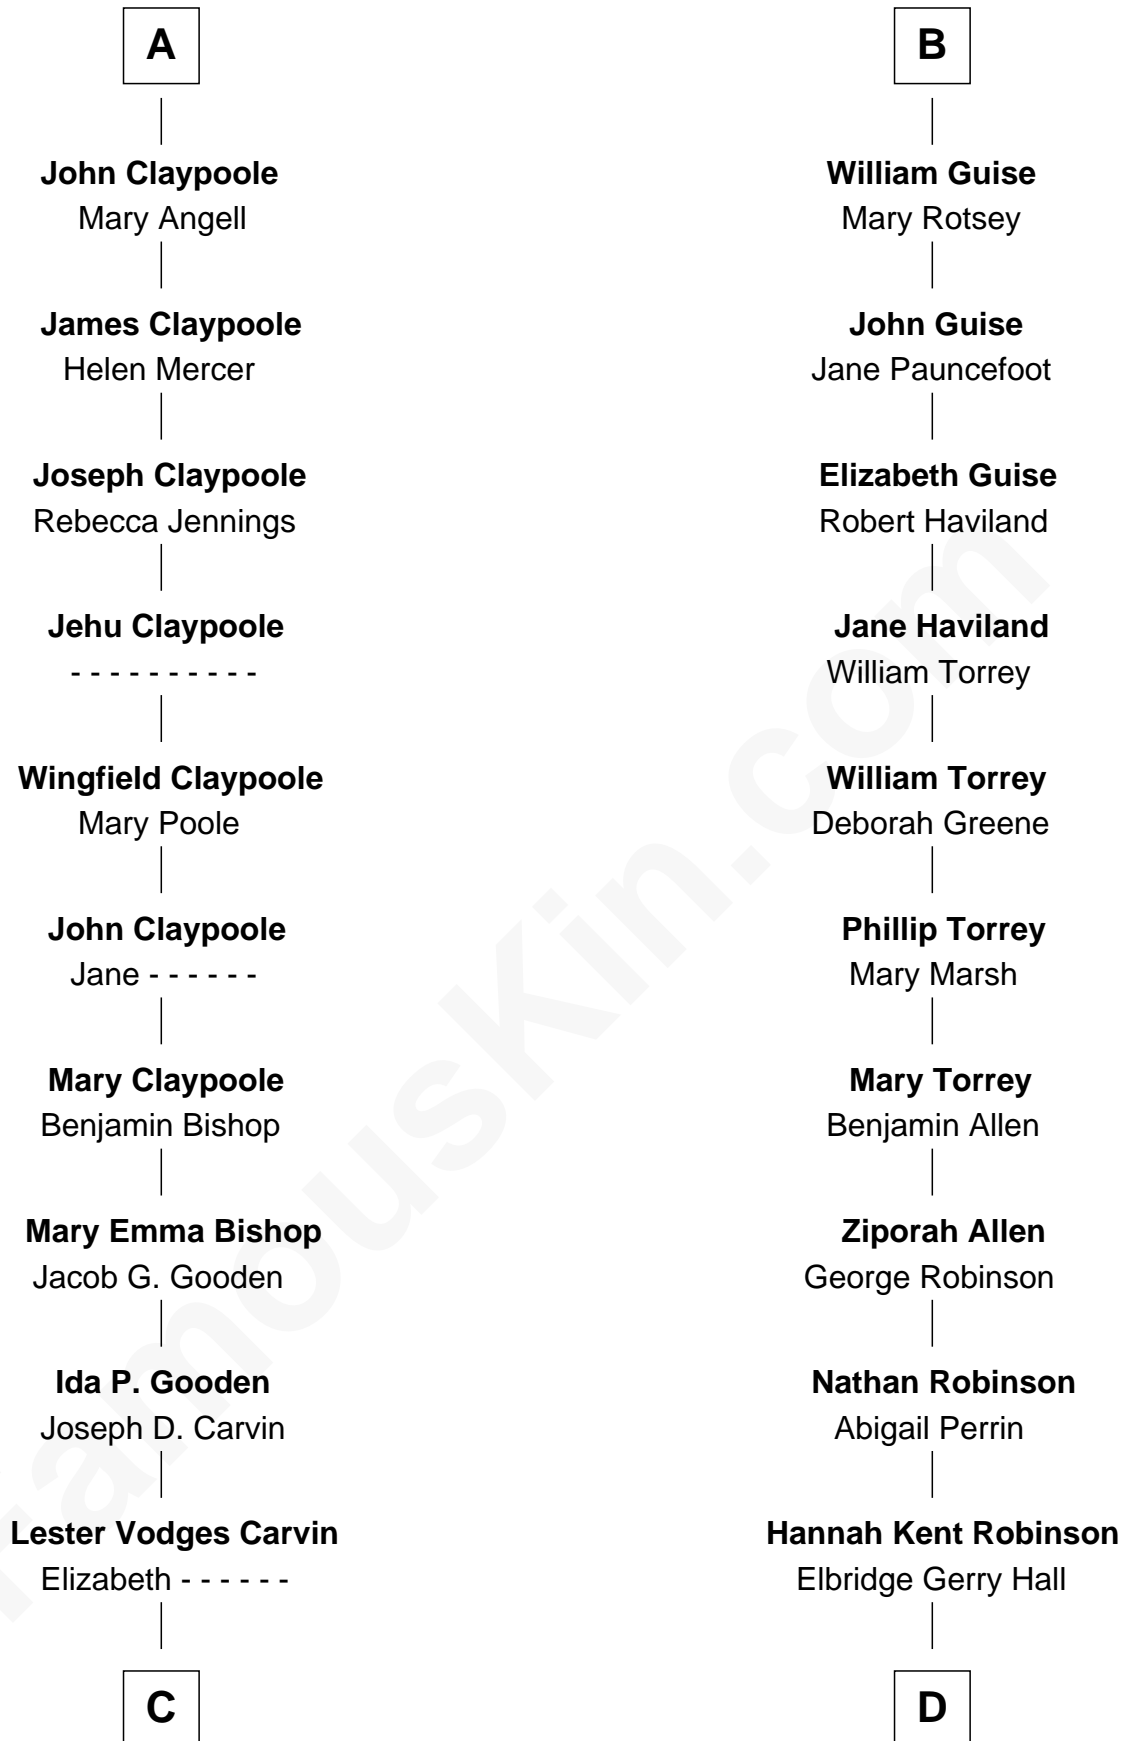 A
John Claypoole
Mary Angell
James Claypoole
Helen Mercer
Joseph Claypoole
Rebecca Jennings
Jehu Claypoole
- - - - - - - - - -
Wingfield Claypoole
Mary Poole
John Claypoole
Jane - - - - - -
Mary Claypoole
Benjamin Bishop
Mary Emma Bishop
Jacob G. Gooden
Ida P. Gooden
Joseph D. Carvin
Lester Vodges Carvin
Elizabeth - - - - - -
C
B
William Guise
Mary Rotsey
John Guise
Jane Pauncefoot
Elizabeth Guise
Robert Haviland
Jane Haviland
William Torrey
William Torrey
Deborah Greene
Phillip Torrey
Mary Marsh
Mary Torrey
Benjamin Allen
Ziporah Allen
George Robinson
Nathan Robinson
Abigail Perrin
Hannah Kent Robinson
Elbridge Gerry Hall
D
FamousKin.com